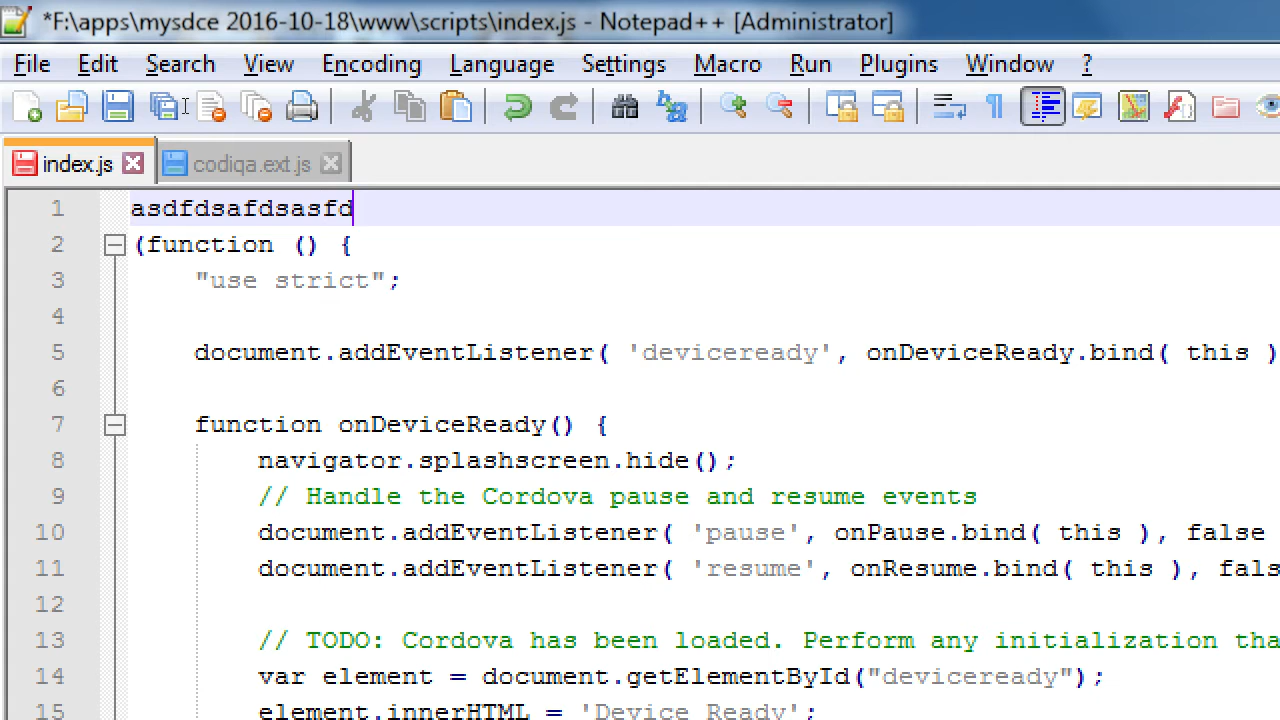 *F:\apps\mysdce 2016-10-18\www\scripts\index.js - Notepad++ [Administrator]
File Edit Search View Encoding Language Settings Macro Run Plugins Window ?
index.js codiqa.ext.js
1 asdfdsafdsasfd
2 (function () {
3 "use strict";
4
5 document.addEventListener( 'deviceready', onDeviceReady.bind( this )
6
7 function onDeviceReady() {
8 navigator.splashscreen.hide();
9 // Handle the Cordova pause and resume events
10 document.addEventListener( 'pause', onPause.bind( this ), false
11 document.addEventListener( 'resume', onResume.bind( this ), fals
12
13 // TODO: Cordova has been loaded. Perform any initialization tha
14 var element = document.getElementById("deviceready");
15 element.innerHTML = 'Device Ready';